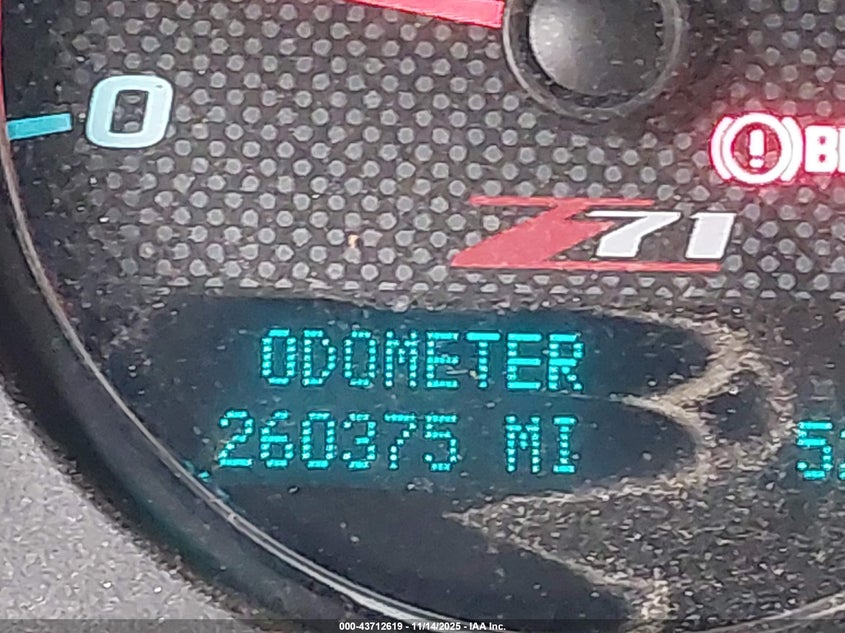 0
Z71
ODOMETER
260375 MI
000-43712619 - 11/14/2025 - IAA Inc.